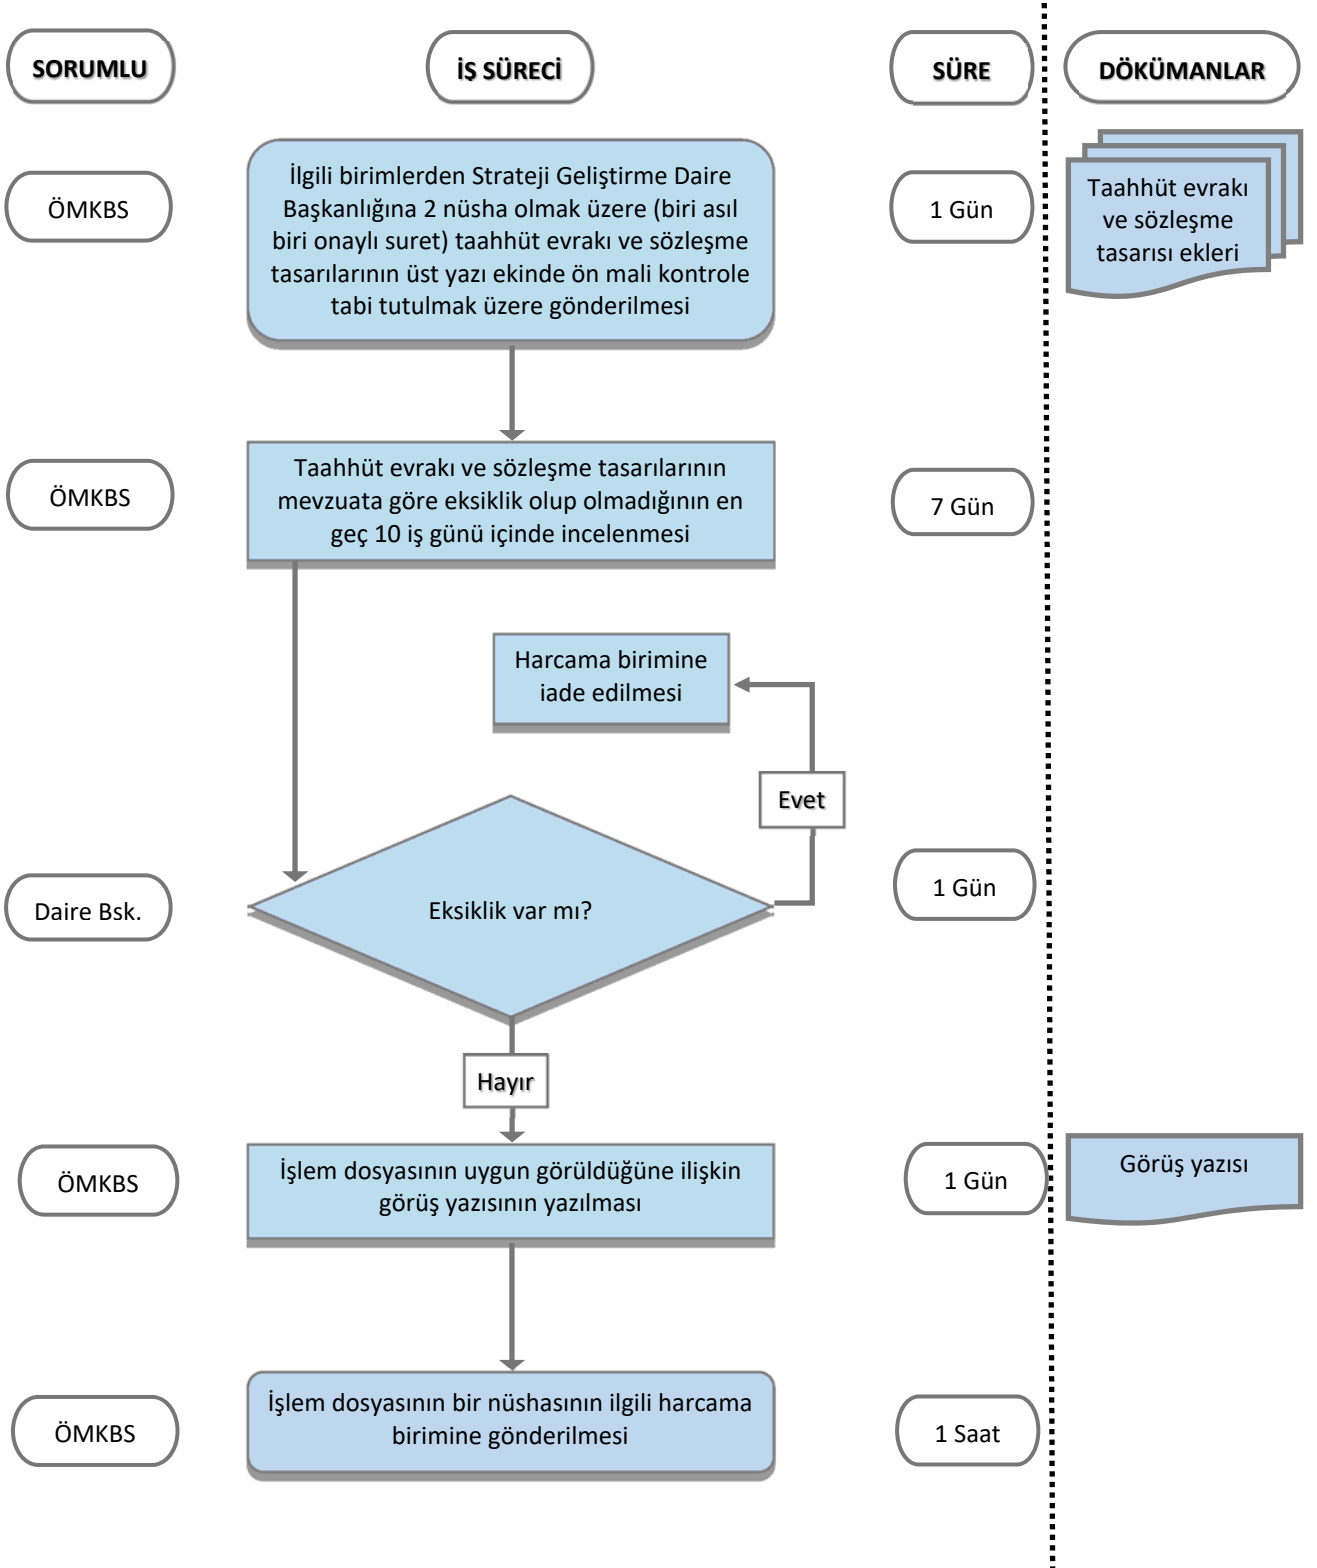 SORUMLU
İŞ SÜRECİ
SÜRE
DÖKÜMANLAR
ÖMKBS
İlgili birimlerden Strateji Geliştirme Daire
Başkanlığına 2 nüsha olmak üzere (biri asıl
biri onaylı suret) taahhüt evrakı ve sözleşme
tasarılarının üst yazı ekinde ön mali kontrole
tabi tutulmak üzere gönderilmesi
1 Gün
Taahhüt evrakı
ve sözleşme
tasarısı ekleri
ÖMKBS
Taahhüt evrakı ve sözleşme tasarılarının
mevzuata göre eksiklik olup olmadığının en
geç 10 iş günü içinde incelenmesi
7 Gün
Harcama birimine
iade edilmesi
Evet
Daire Bsk.
Eksiklik var mı?
1 Gün
Hayır
ÖMKBS
İşlem dosyasının uygun görüldüğüne ilişkin
görüş yazısının yazılması
1 Gün
Görüş yazısı
ÖMKBS
İşlem dosyasının bir nüshasının ilgili harcama
birimine gönderilmesi
1 Saat